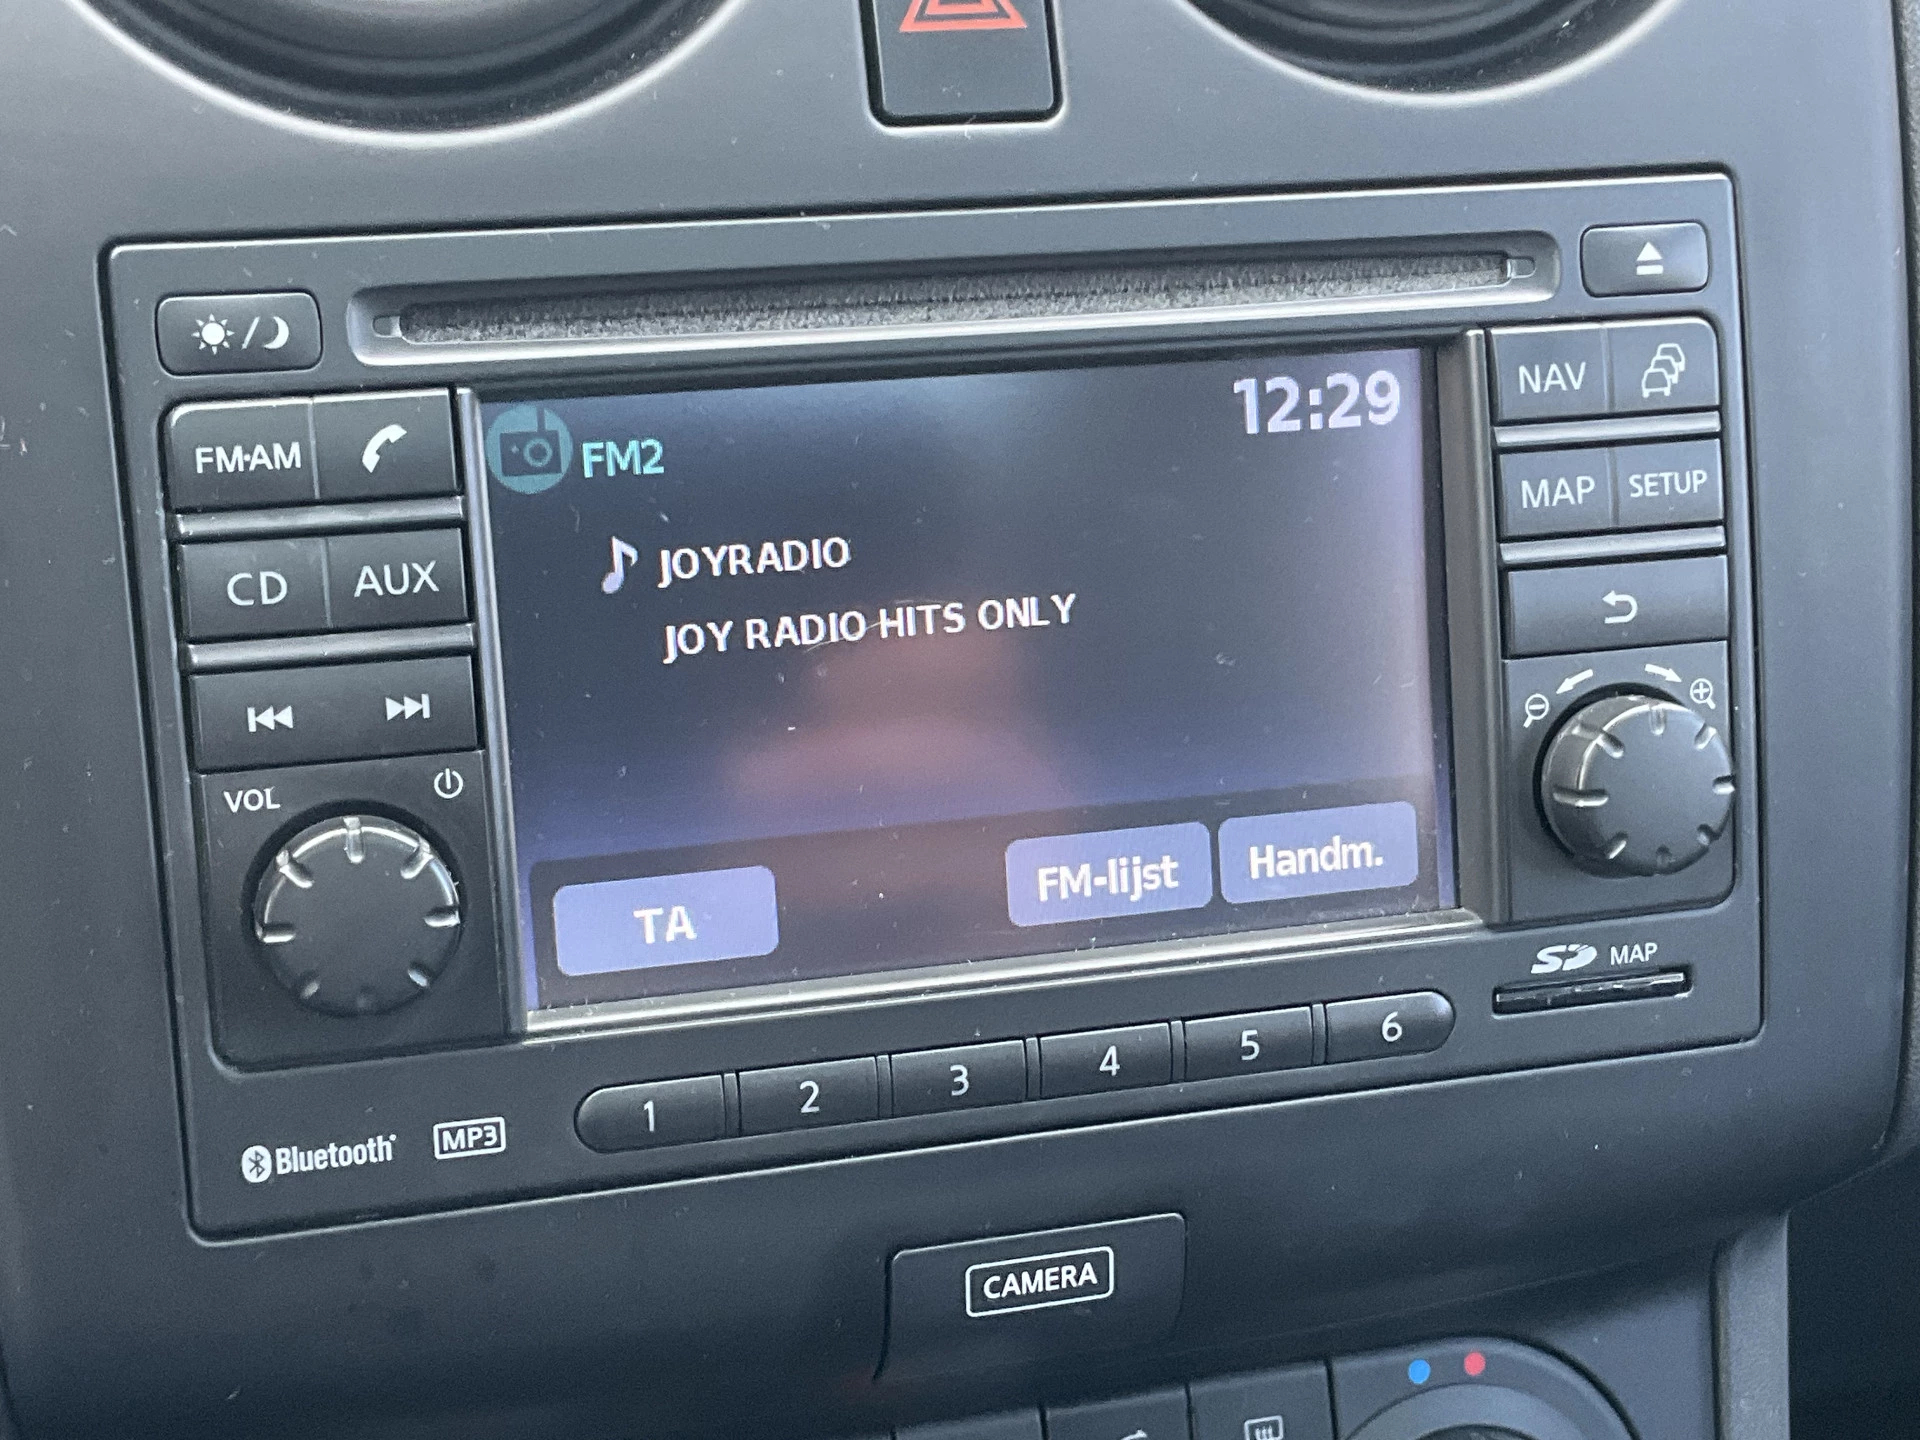 FM·AM
CD
AUX
VOL
FM2
12:29
JOYRADIO
JOY RADIO HITS ONLY
TA
FM-lijst
Handm.
NAV
MAP
SETUP
SD MAP
1 2 3 4 5 6
Bluetooth
MP3
CAMERA